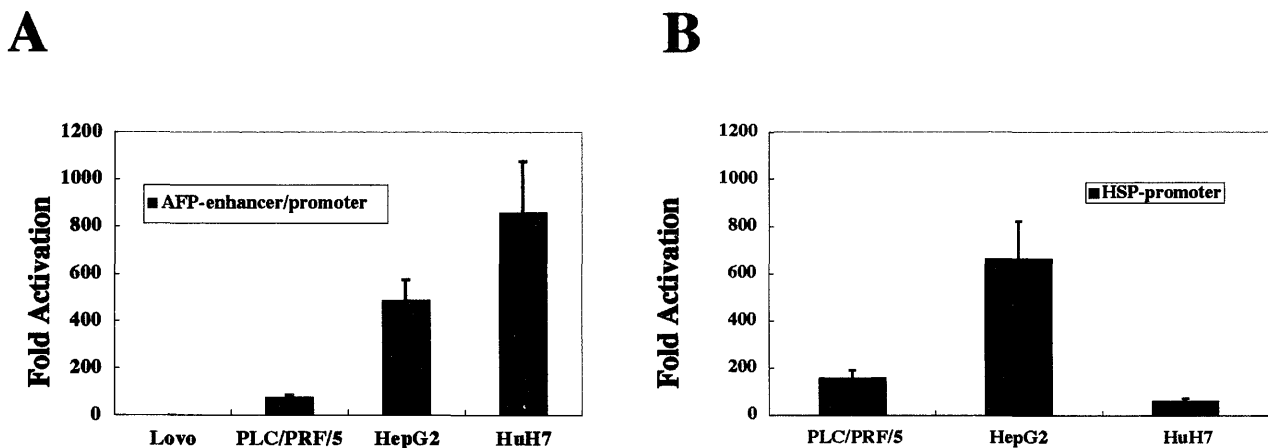 A
Fold Activation
1200
1000
800
600
400
200
0
AFP-enhancer/promoter
Lovo PLC/PRF/5 HepG2 HuH7
B
Fold Activation
1200
1000
800
600
400
200
0
HSP-promoter
PLC/PRF/5 HepG2 HuH7